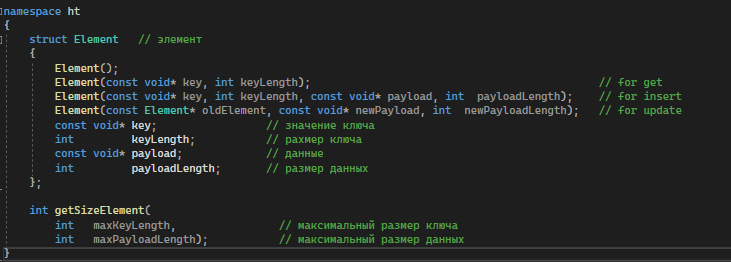 namespace ht
{
struct Element // элемент
{
Element();
Element(const void* key, int keyLength); // for get
Element(const void* key, int keyLength, const void* payload, int payloadLength); // for insert
Element(const Element* oldElement, const void* newPayload, int newPayloadLength); // for update
const void* key; // значение ключа
int keyLength; // рахмер ключа
const void* payload; // данные
int payloadLength; // размер данных
};
int getSizeElement(
int maxKeyLength, // максимальный размер ключа
int maxPayloadLength); // максимальный размер данных
}